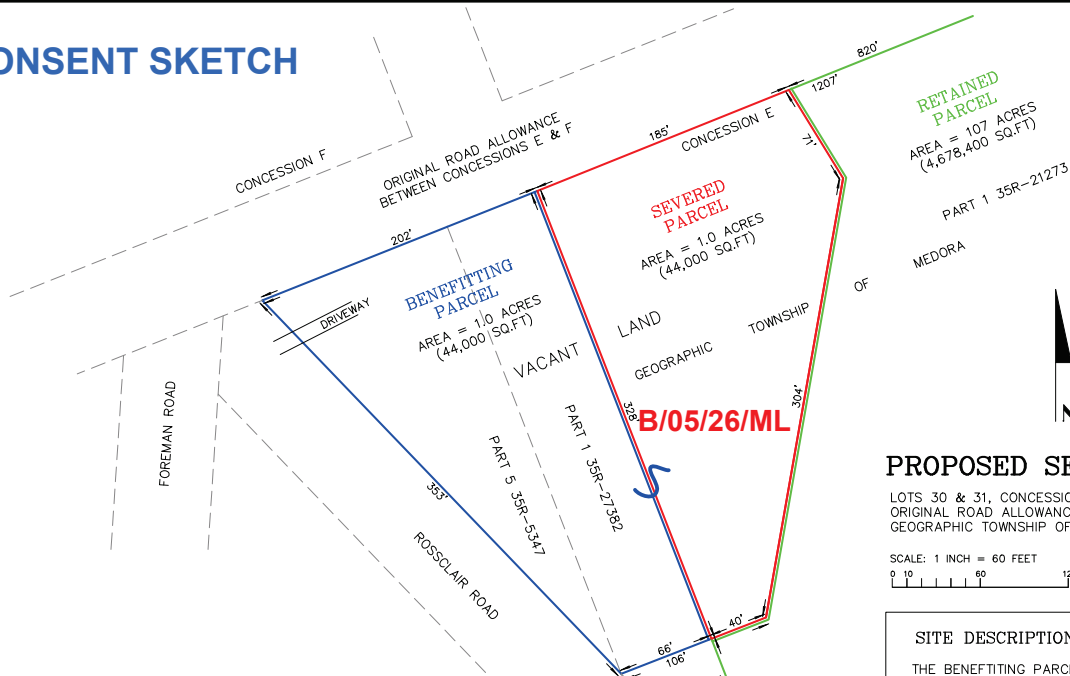 ONSENT SKETCH
820'
1207'
RETAINED
PARCEL
AREA = 107 ACRES
(4,678,400 SQ.FT)
PART 1 35R-21273
CONCESSION F
ORIGINAL ROAD ALLOWANCE
BETWEEN CONCESSIONS E & F
185'
CONCESSION E
71'
SEVERED
PARCEL
AREA = 1.0 ACRES
(44,000 SQ.FT)
202'
BENEFITTING
PARCEL
AREA = 1.0 ACRES
(44,000 SQ.FT)
DRIVEWAY
VACANT LAND
GEOGRAPHIC TOWNSHIP OF MEDORA
FOREMAN ROAD
328'
B/05/26/ML
304'
S
PART 1 35R-27382
PART 5 35R-5347
353'
ROSSCLAIR ROAD
66'
106'
40'
N
PROPOSED SE
LOTS 30 & 31, CONCESSIO
ORIGINAL ROAD ALLOWANC
GEOGRAPHIC TOWNSHIP OF
SCALE: 1 INCH = 60 FEET
0 10 60 12
SITE DESCRIPTION
THE BENEFTITING PARCE